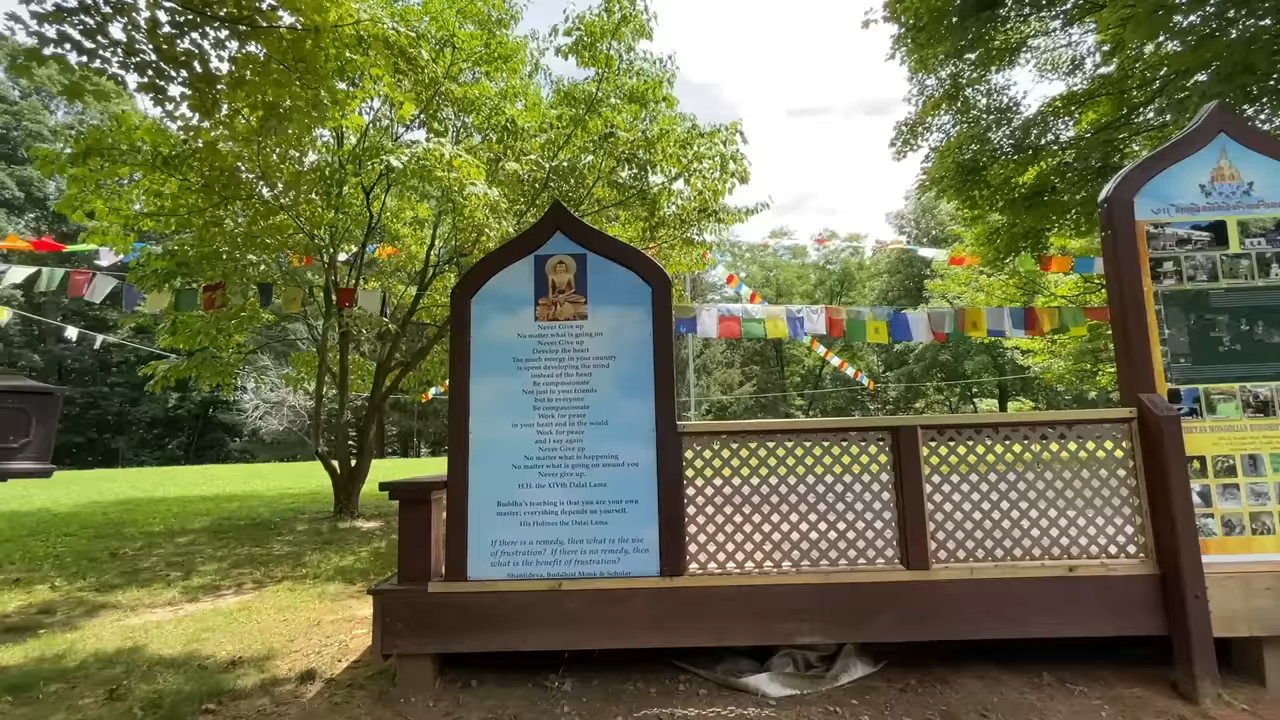 Never Give up
No matter what is going on
Never Give up
Develop the heart
Too much energy in your country
is spent developing the mind
instead of the heart
Be compassionate
Not just to your friends
but to everyone
Be compassionate
Work for peace
in your heart and in the world
Work for peace
and I say again
Never Give up
No matter what is happening
No matter what is going on around you
Never give up.
H.H. the XIVth Dalai Lama
Buddha's teaching is that you are your own
master; everything depends on yourself.
His Holines the Dalai Lama
If there is a remedy, then what is the use
of frustration? If there is no remedy, then
what is the benefit of frustration?
Shantideva, Buddhist Monk & Scholar
MONGOLIAN BUDDHIST